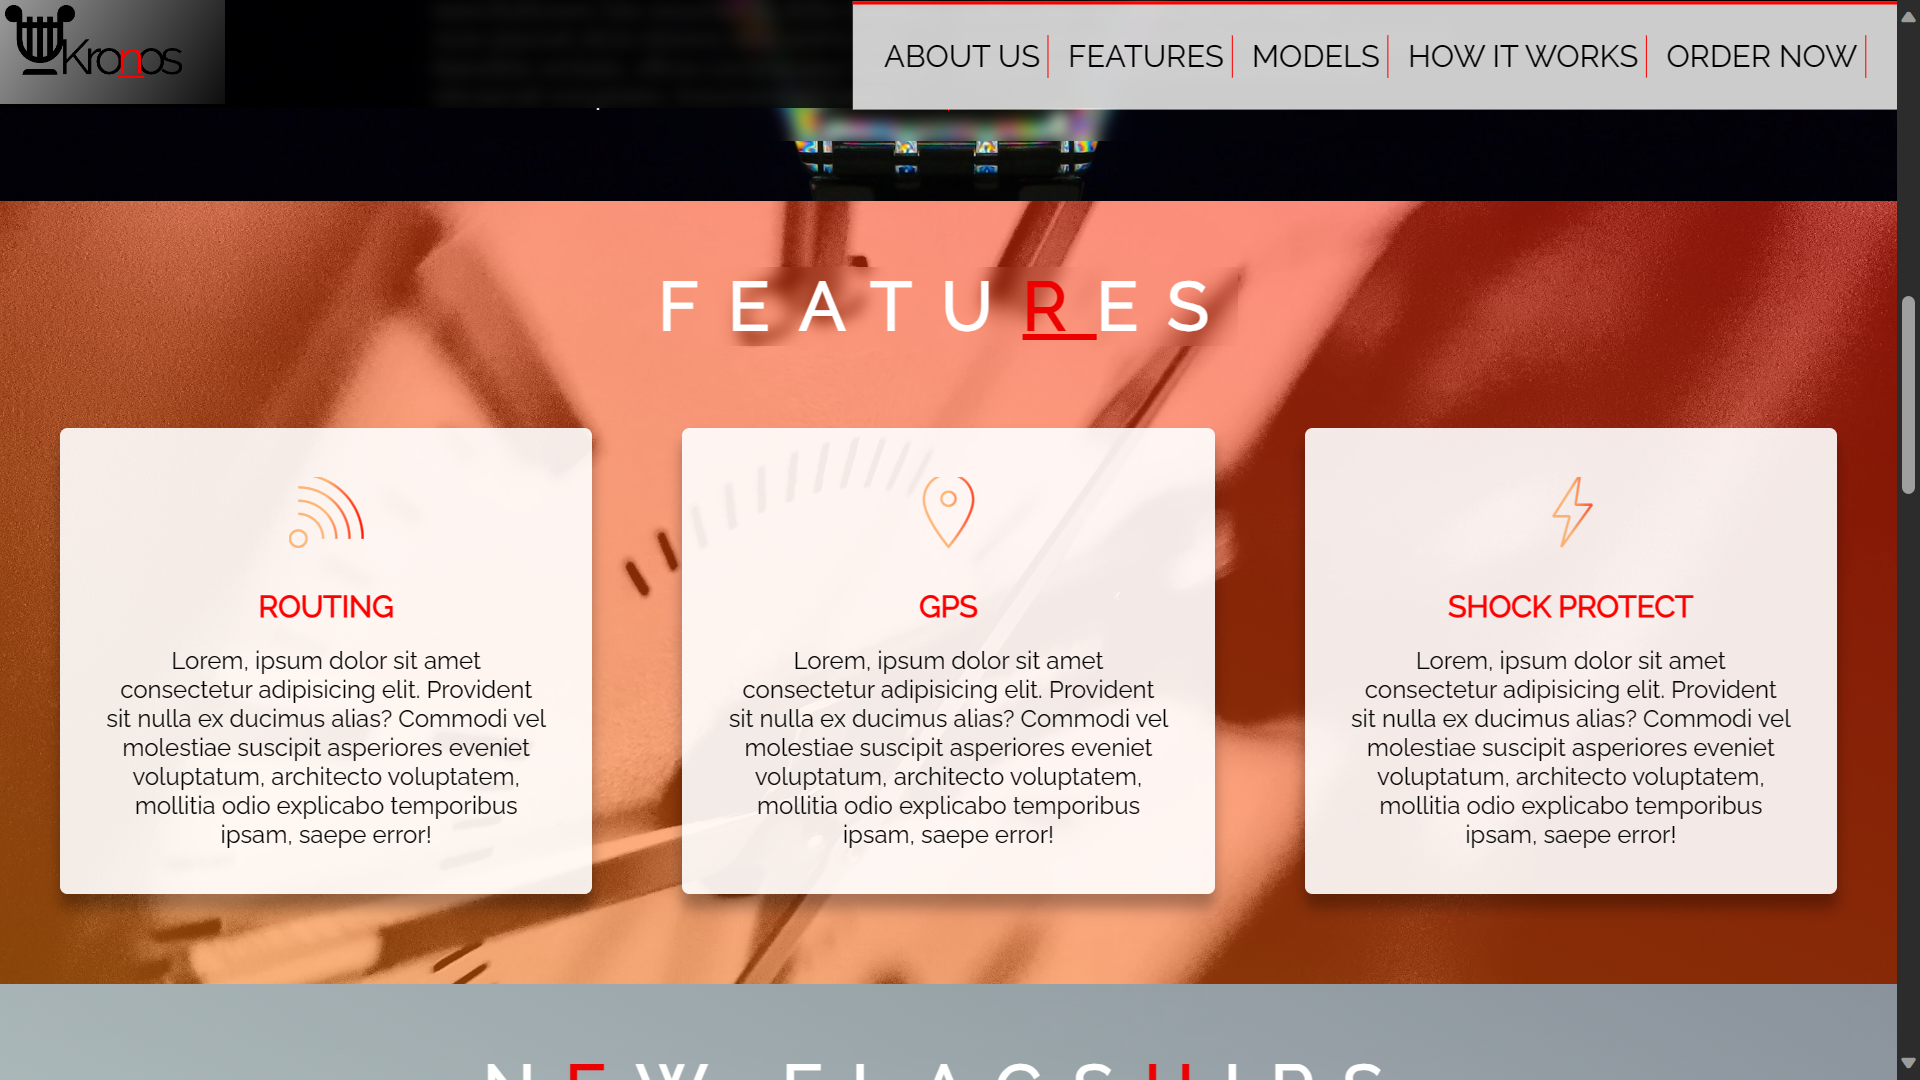 Kronos
ABOUT US
FEATURES
MODELS
HOW IT WORKS
ORDER NOW
FEATURES
ROUTING
Lorem, ipsum dolor sit amet
consectetur adipisicing elit. Provident
sit nulla ex ducimus alias? Commodi vel
molestiae suscipit asperiores eveniet
voluptatum, architecto voluptatem,
mollitia odio explicabo temporibus
ipsam, saepe error!
GPS
Lorem, ipsum dolor sit amet
consectetur adipisicing elit. Provident
sit nulla ex ducimus alias? Commodi vel
molestiae suscipit asperiores eveniet
voluptatum, architecto voluptatem,
mollitia odio explicabo temporibus
ipsam, saepe error!
SHOCK PROTECT
Lorem, ipsum dolor sit amet
consectetur adipisicing elit. Provident
sit nulla ex ducimus alias? Commodi vel
molestiae suscipit asperiores eveniet
voluptatum, architecto voluptatem,
mollitia odio explicabo temporibus
ipsam, saepe error!
NEW FLAGSHIPS